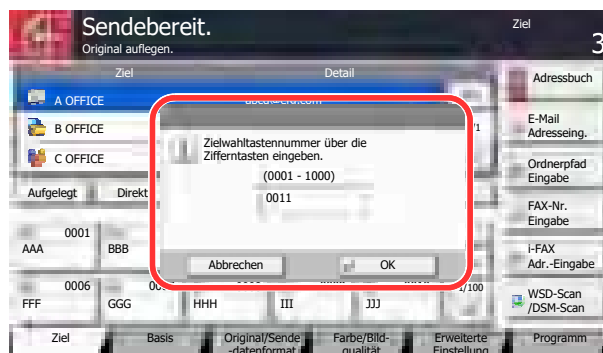 Sendebereit.
Original auflegen.
Ziel
3
Ziel Detail
A OFFICE
B OFFICE
C OFFICE
Zielwahltastennummer über die
Zifferntasten eingeben.
(0001 - 1000)
0011
Abbrechen
OK
Aufgelegt
Direkt
0001
AAA
BBB
0006
FFF
GGG
HHH
III
JJJ
1/100
Adressbuch
E-Mail
Adresseing.
Ordnerpfad
Eingabe
FAX-Nr.
Eingabe
i-FAX
Adr.-Eingabe
WSD-Scan
/DSM-Scan
Ziel
Basis
Original/Sende
-datenformat
Farbe/Bild-
qualität
Erweiterte
Einstellung
Programm